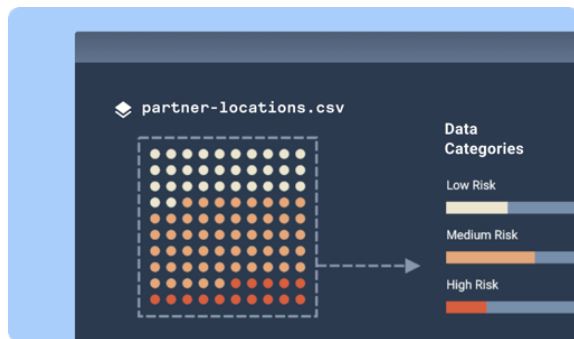 partner-locations.csv
Data
Categories
Low Risk
Medium Risk
High Risk